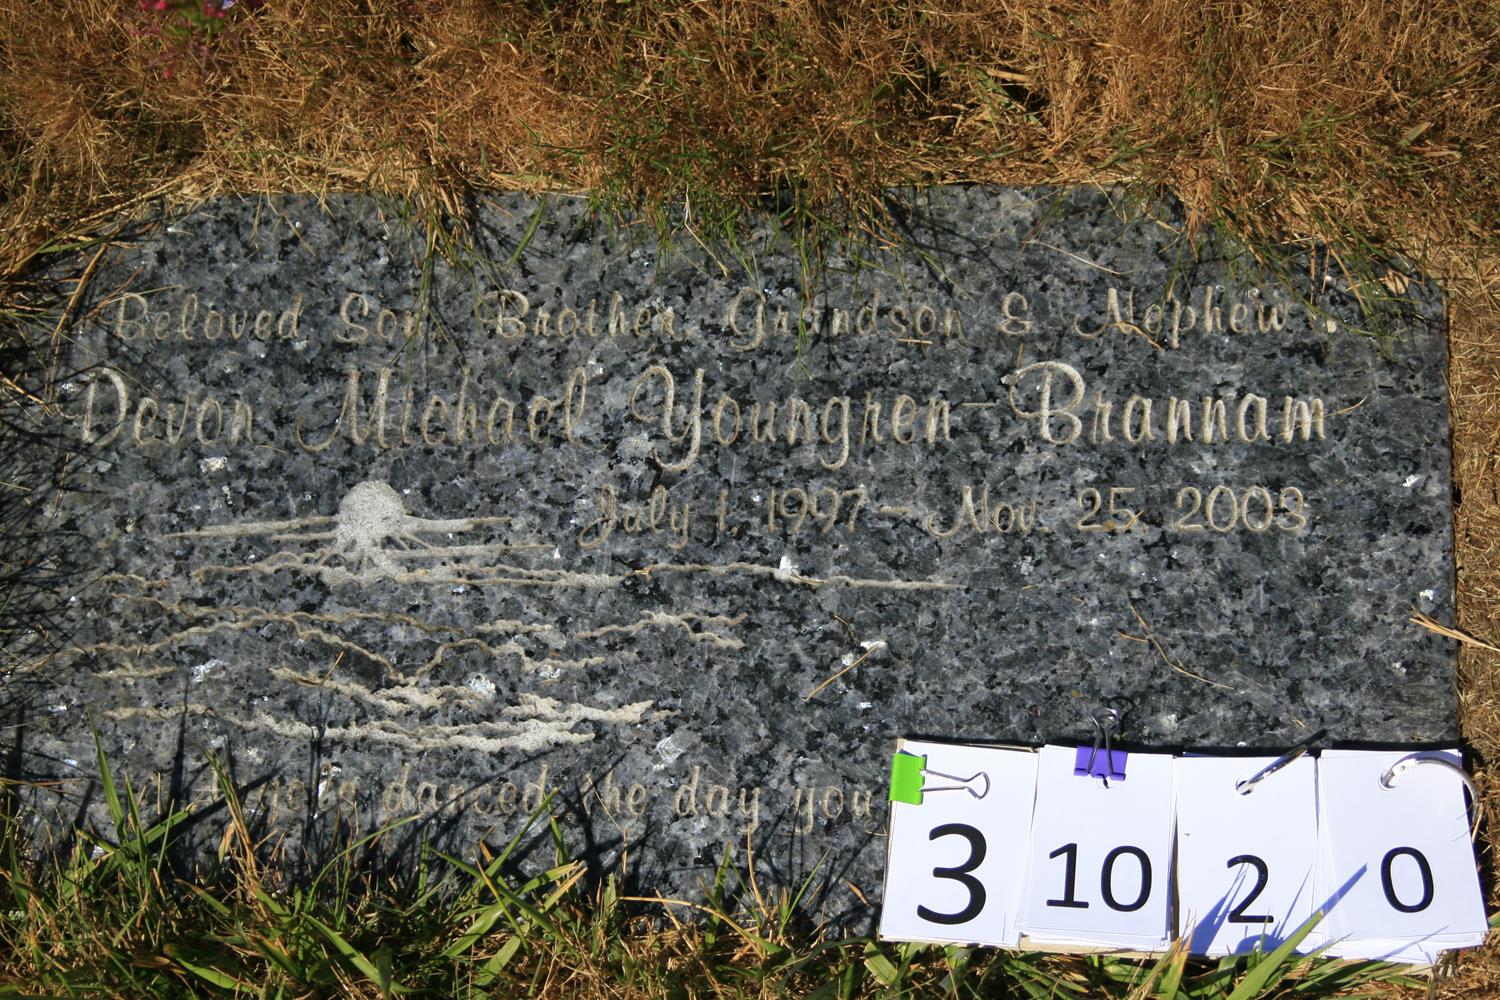 Beloved Son, Brother, Grandson & Nephew
Devon Michael Youngren-Brannam
July 1, 1997 - Nov. 25, 2003
Angels danced the day you
3 10 2 0